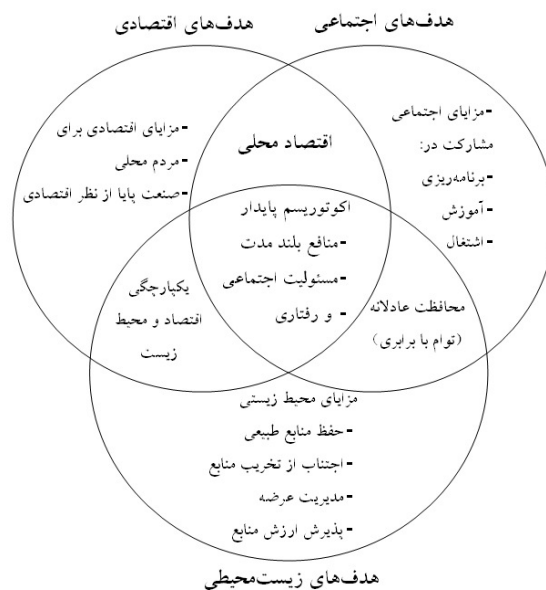 هدف‌های اجتماعی
هدف‌های اقتصادی
-مزایای اجتماعی
مشارکت در:
-برنامه‌ریزی
-آموزش
-اشتغال
-مزایای اقتصادی برای
-مردم محلی
-صنعت پایا از نظر اقتصادی
اقتصاد محلی
اکوتوریسم پایدار
-منافع بلند مدت
-مسئولیت اجتماعی
- و رفتاری
محافظت عادلانه
(توام با برابری)
یکپارچگی
اقتصاد و محیط
زیست
مزایای محیط زیستی
- حفظ منابع طبیعی
- اجتناب از تخریب منابع
- مدیریت عرضه
- پذیرش ارزش منابع
هدف‌های زیست‌محیطی